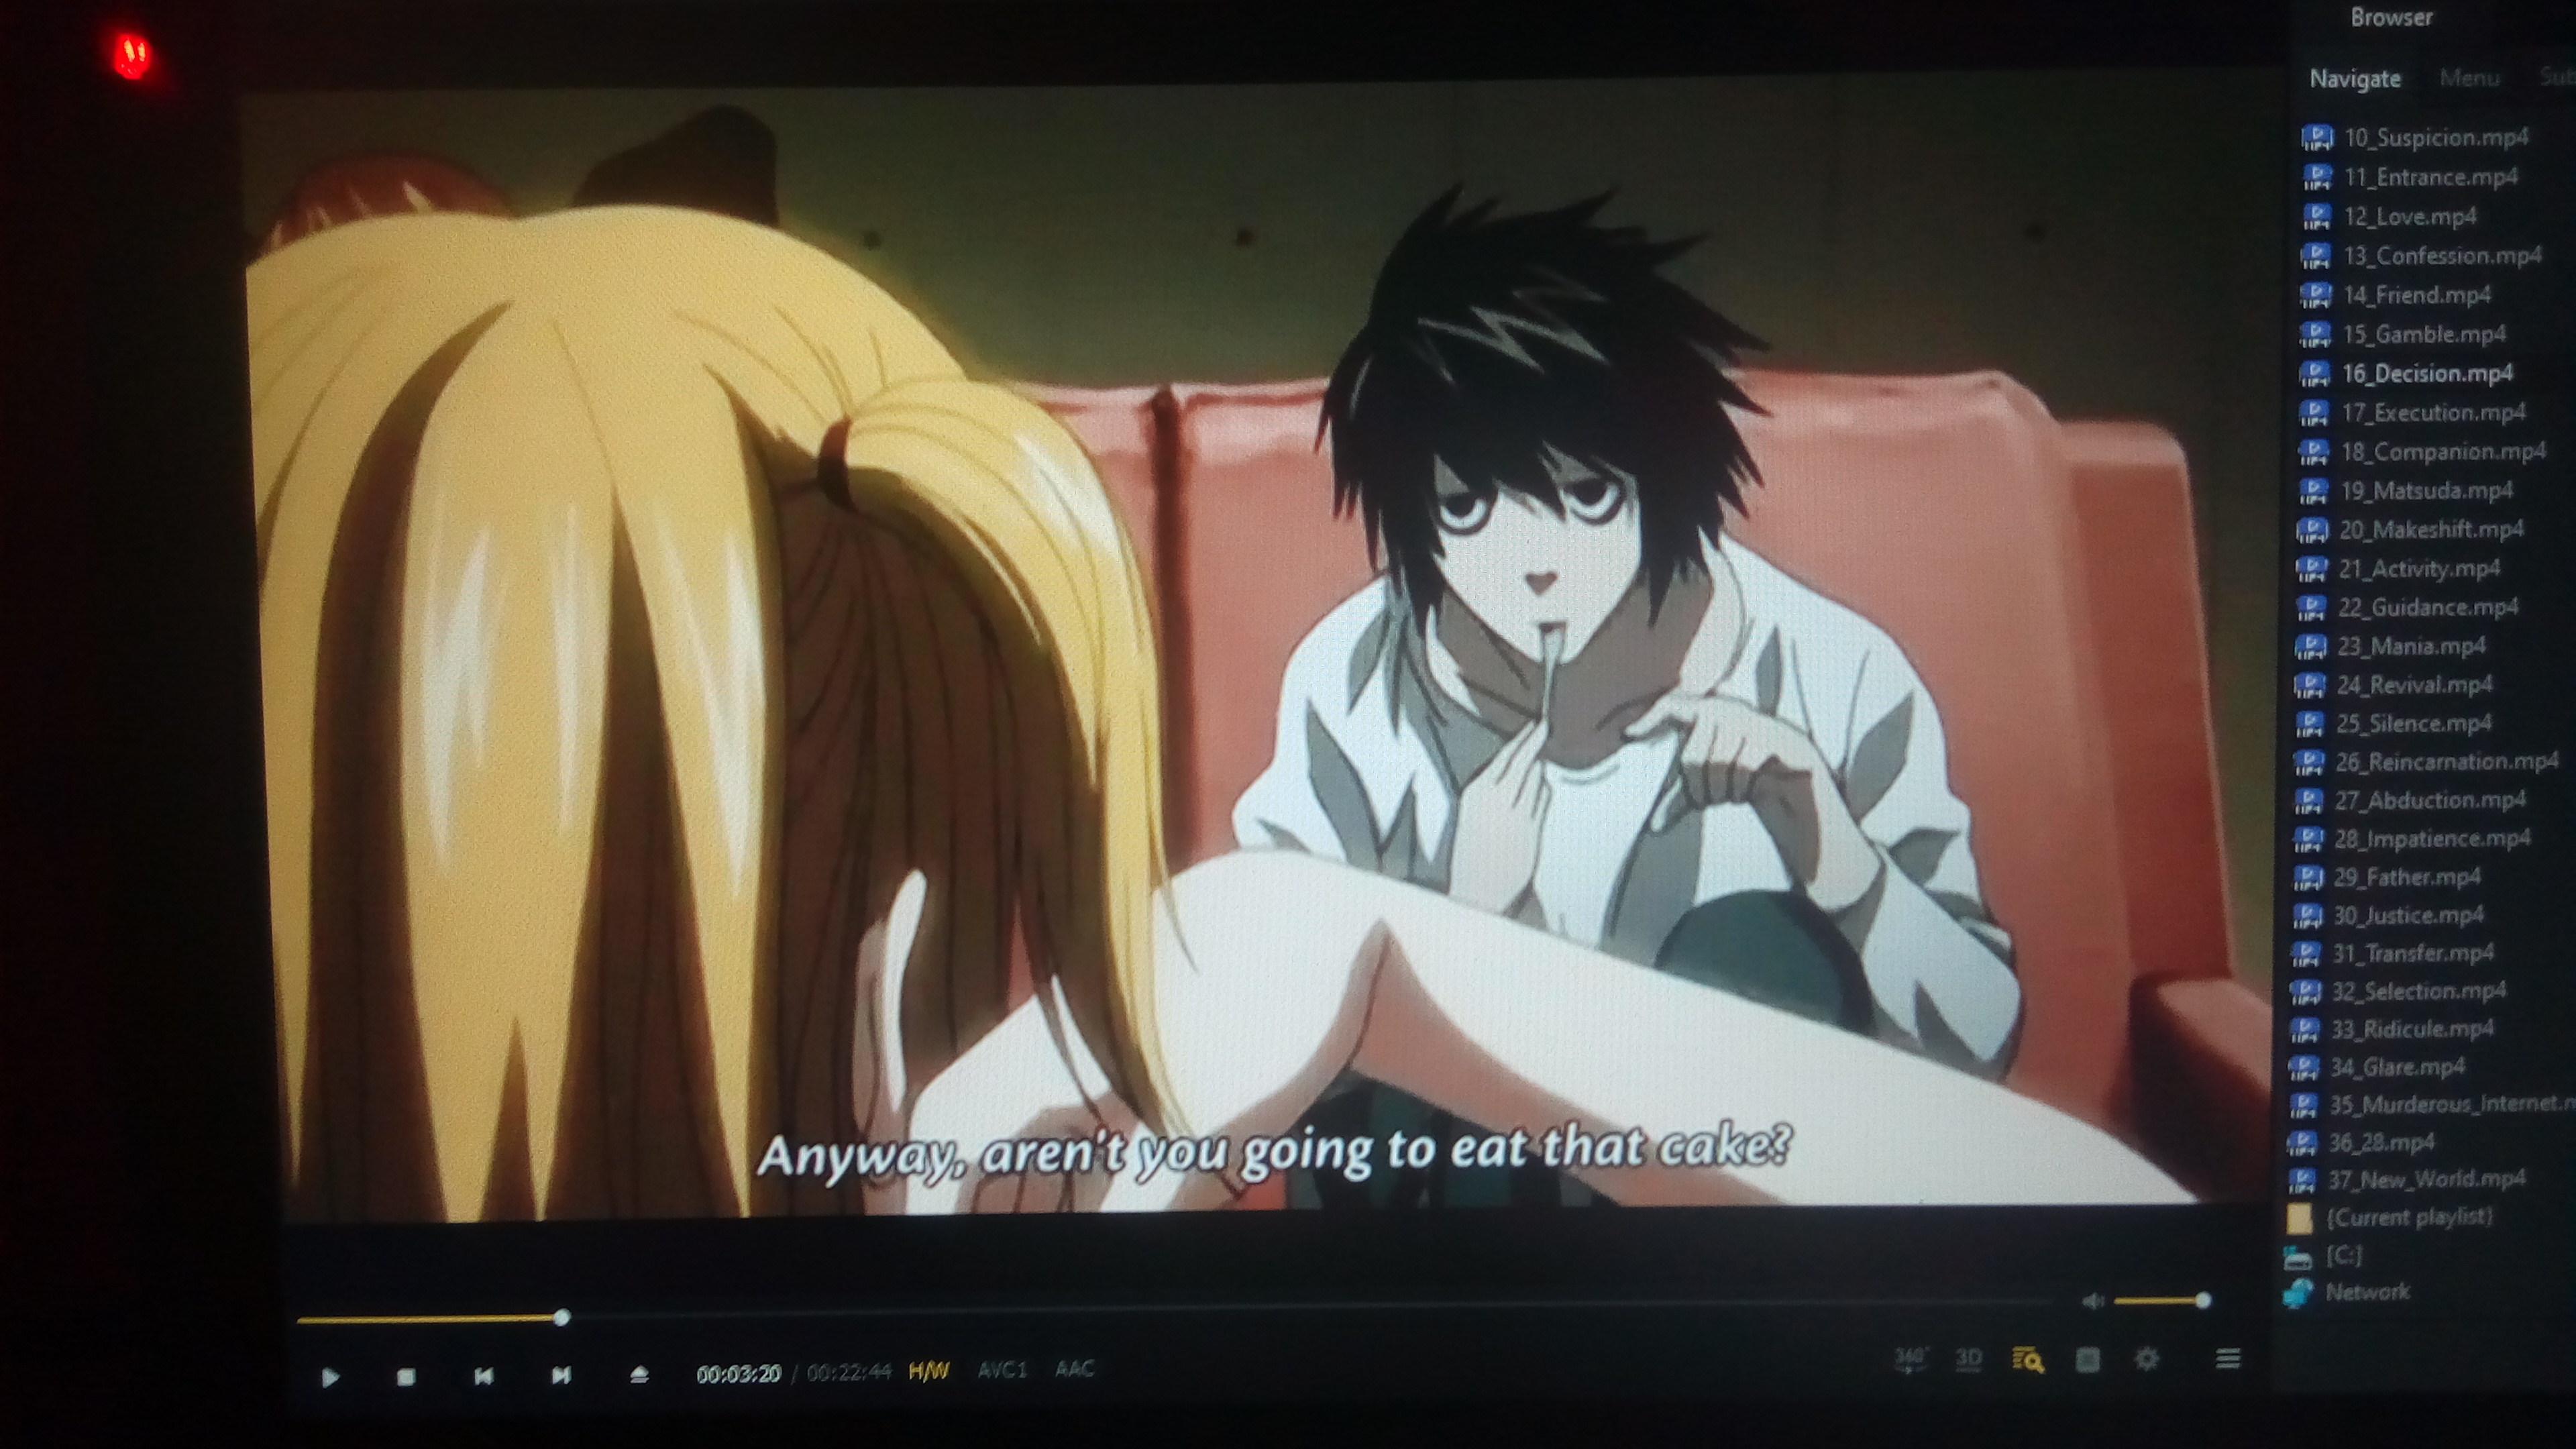 Browser
Navigate Menu Sub
10_Suspicion.mp4
11_Entrance.mp4
12_Love.mp4
13_Confession.mp4
14_Friend.mp4
15_Gamble.mp4
16_Decision.mp4
17_Execution.mp4
18_Companion.mp4
19_Matsuda.mp4
20_Makeshift.mp4
21_Activity.mp4
22_Guidance.mp4
23_Mania.mp4
24_Revival.mp4
25_Silence.mp4
26_Reincarnation.mp4
27_Abduction.mp4
28_Impatience.mp4
29_Father.mp4
30_Justice.mp4
31_Transfer.mp4
32_Selection.mp4
33_Ridicule.mp4
34_Glare.mp4
35_Murderous_Internet.m
36_28.mp4
37_New_World.mp4
{Current playlist}
[C:]
Network
Anyway, aren't you going to eat that cake?
00:03:20 / 00:22:44 H/W AVC1 AAC
360° 3D